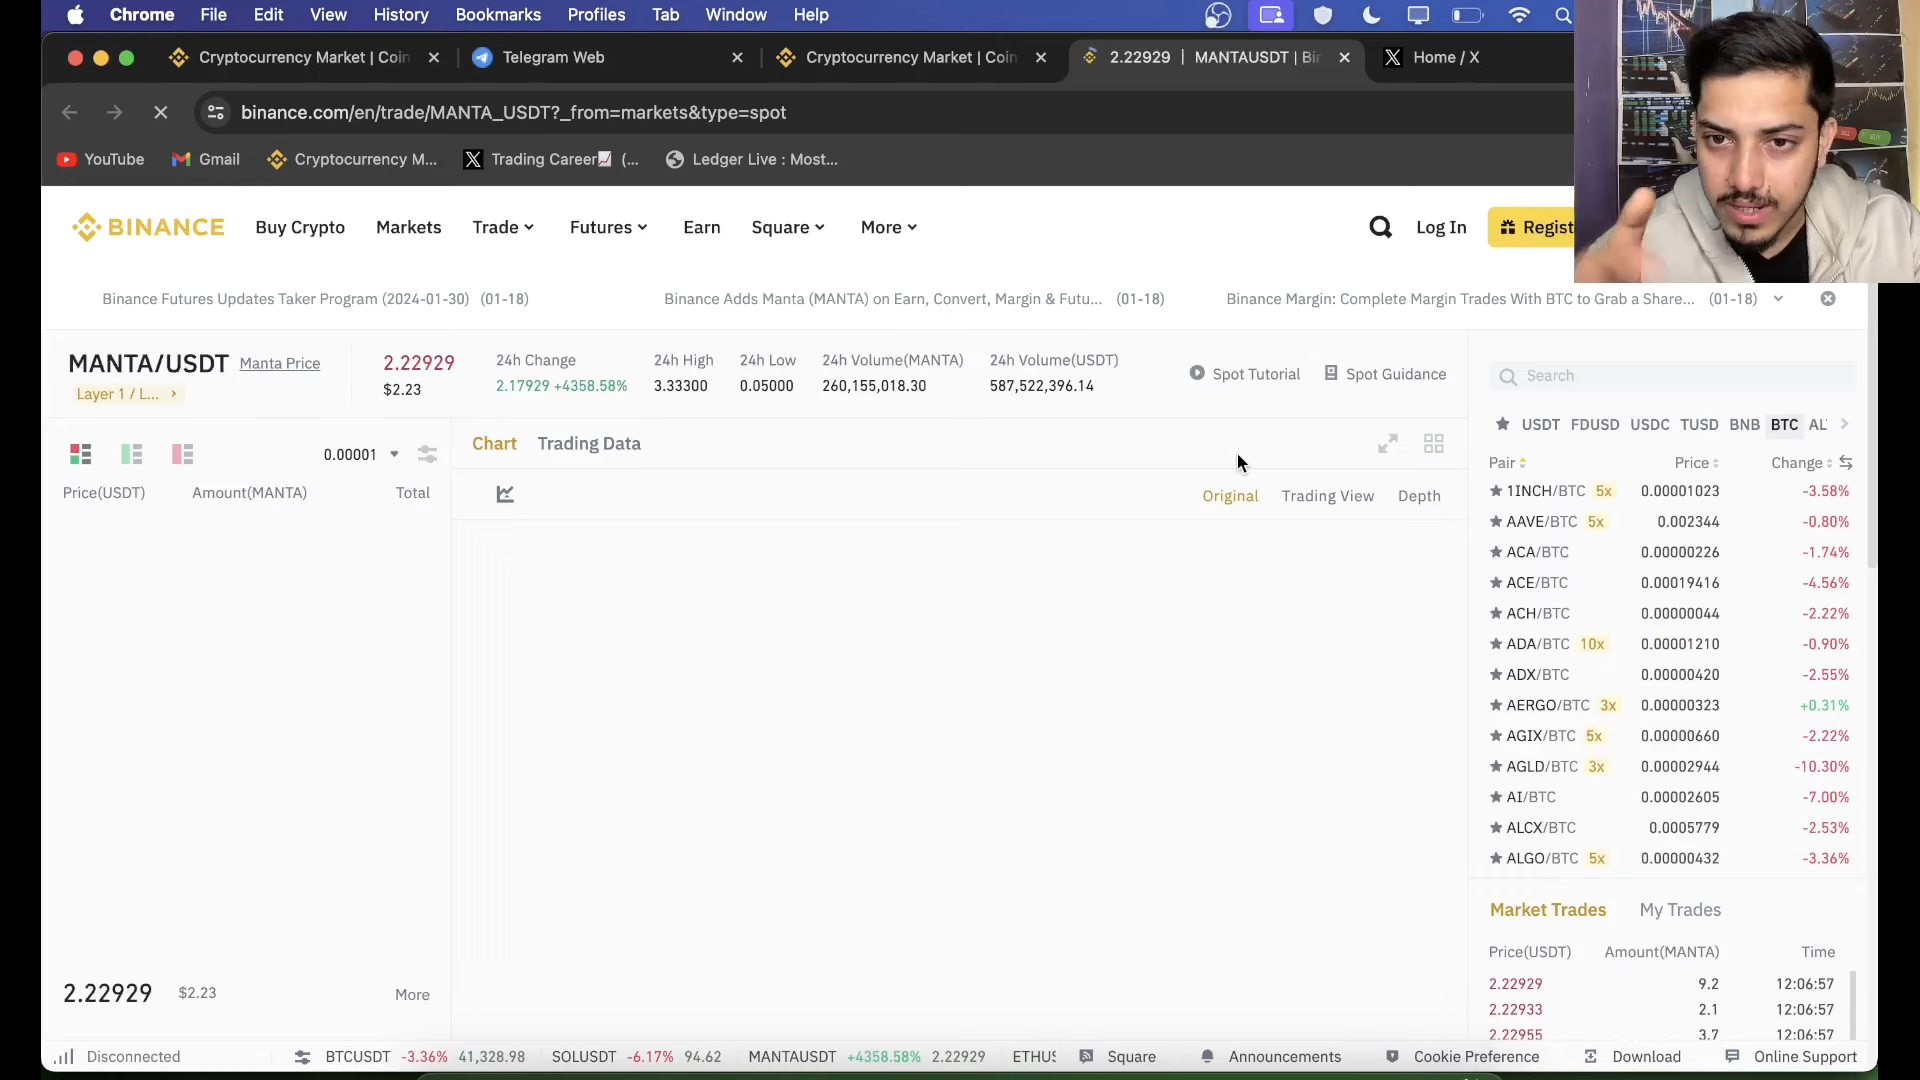 Chrome File Edit View History Bookmarks Profiles Tab Window Help
Cryptocurrency Market | Coin
Telegram Web
Cryptocurrency Market | Coin
2.22929 | MANTAUSDT | Bin
Home / X
binance.com/en/trade/MANTA_USDT?_from=markets&type=spot
YouTube Gmail Cryptocurrency M... Trading Career (... Ledger Live : Most...
BINANCE Buy Crypto Markets Trade Futures Earn Square More Log In Regist
Binance Futures Updates Taker Program (2024-01-30) (01-18)
Binance Adds Manta (MANTA) on Earn, Convert, Margin & Futu... (01-18)
Binance Margin: Complete Margin Trades With BTC to Grab a Share... (01-18)
MANTA/USDT Manta Price
Layer 1 / L...
2.22929
$2.23
24h Change
2.17929 +4358.58%
24h High
3.33300
24h Low
0.05000
24h Volume(MANTA)
260,155,018.30
24h Volume(USDT)
587,522,396.14
Spot Tutorial Spot Guidance
0.00001
Price(USDT) Amount(MANTA) Total
2.22929 $2.23 More
Chart Trading Data
Original Trading View Depth
Search
USDT FDUSD USDC TUSD BNB BTC AL
Pair Price Change
1INCH/BTC 5x 0.00001023 -3.58%
AAVE/BTC 5x 0.002344 -0.80%
ACA/BTC 0.00000226 -1.74%
ACE/BTC 0.00019416 -4.56%
ACH/BTC 0.00000044 -2.22%
ADA/BTC 10x 0.00001210 -0.90%
ADX/BTC 0.00000420 -2.55%
AERGO/BTC 3x 0.00000323 +0.31%
AGIX/BTC 5x 0.00000660 -2.22%
AGLD/BTC 3x 0.00002944 -10.30%
AI/BTC 0.00002605 -7.00%
ALCX/BTC 0.0005779 -2.53%
ALGO/BTC 5x 0.00000432 -3.36%
Market Trades My Trades
Price(USDT) Amount(MANTA) Time
2.22929 9.2 12:06:57
2.22933 2.1 12:06:57
2.22955 3.7 12:06:57
Disconnected BTCUSDT -3.36% 41,328.98 SOLUSDT -6.17% 94.62 MANTAUSDT +4358.58% 2.22929 ETHUS Square Announcements Cookie Preference Download Online Support